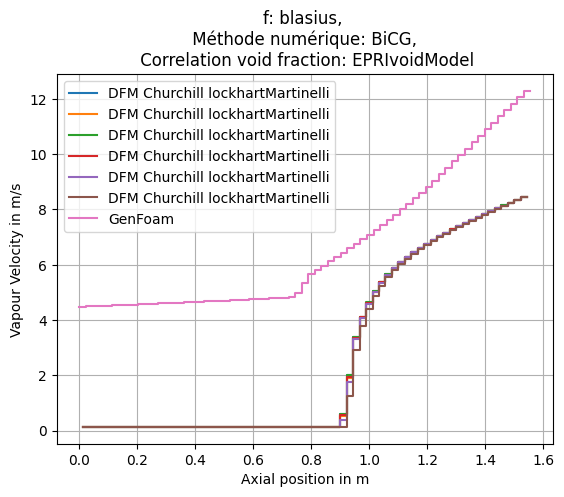 f: blasius,
Méthode numérique: BiCG,
Correlation void fraction: EPRIvoidModel
DFM Churchill lockhartMartinelli
DFM Churchill lockhartMartinelli
DFM Churchill lockhartMartinelli
DFM Churchill lockhartMartinelli
DFM Churchill lockhartMartinelli
DFM Churchill lockhartMartinelli
GenFoam
Vapour Velocity in m/s
12
10
8
6
4
2
0
0.0 0.2 0.4 0.6 0.8 1.0 1.2 1.4 1.6
Axial position in m